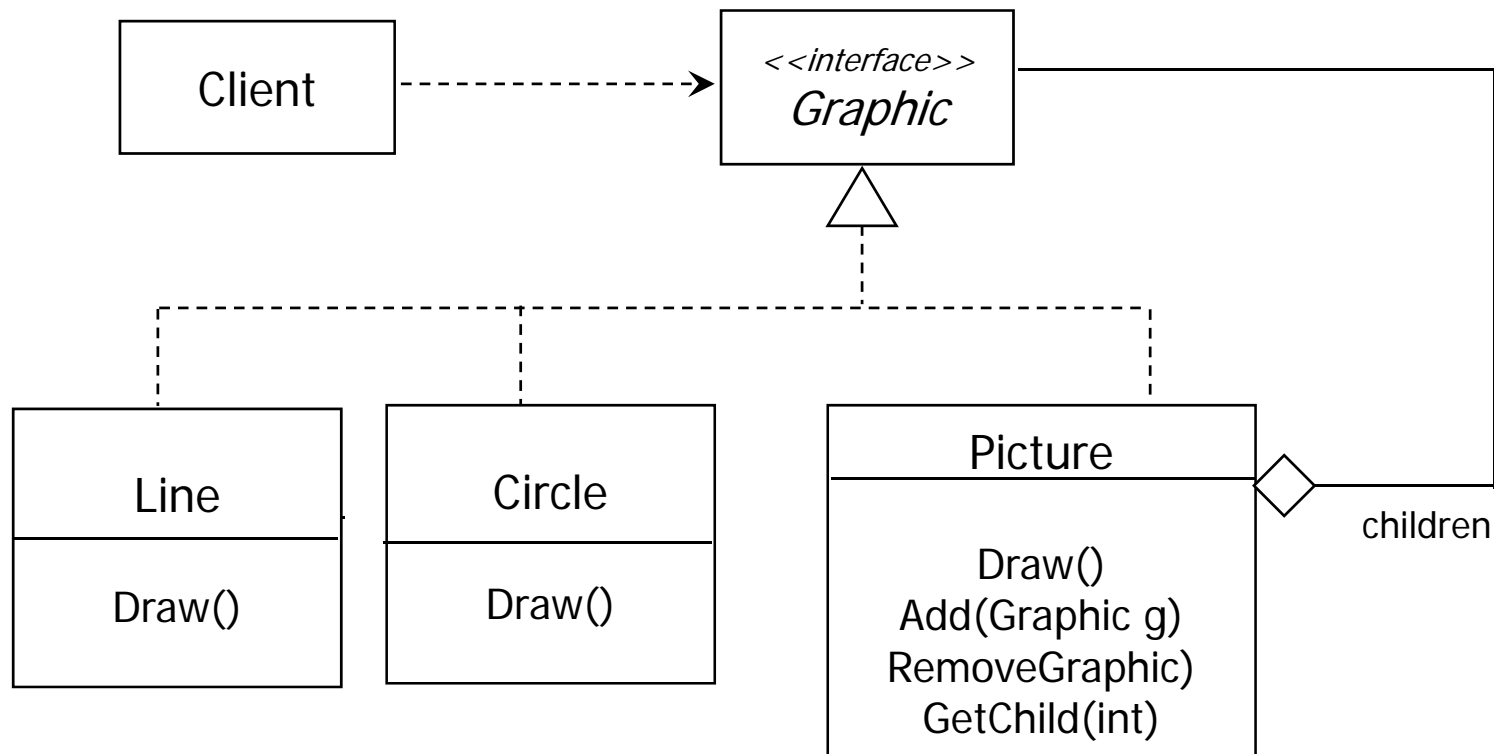 Client
<<interface>>
Graphic
Line
Draw()
Circle
Draw()
Picture
Draw()
Add(Graphic g)
RemoveGraphic)
GetChild(int)
children